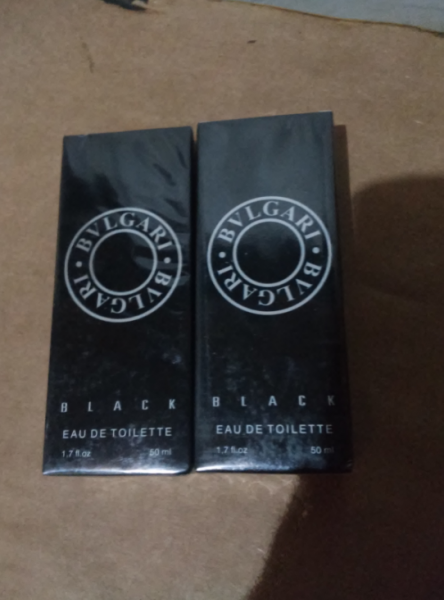 • BVLGARI • BVLGARI
BLACK
EAU DE TOILETTE
1.7 fl.oz 50 ml
• BVLGARI • BVLGARI
BLACK
EAU DE TOILETTE
1.7 fl.oz 50 ml